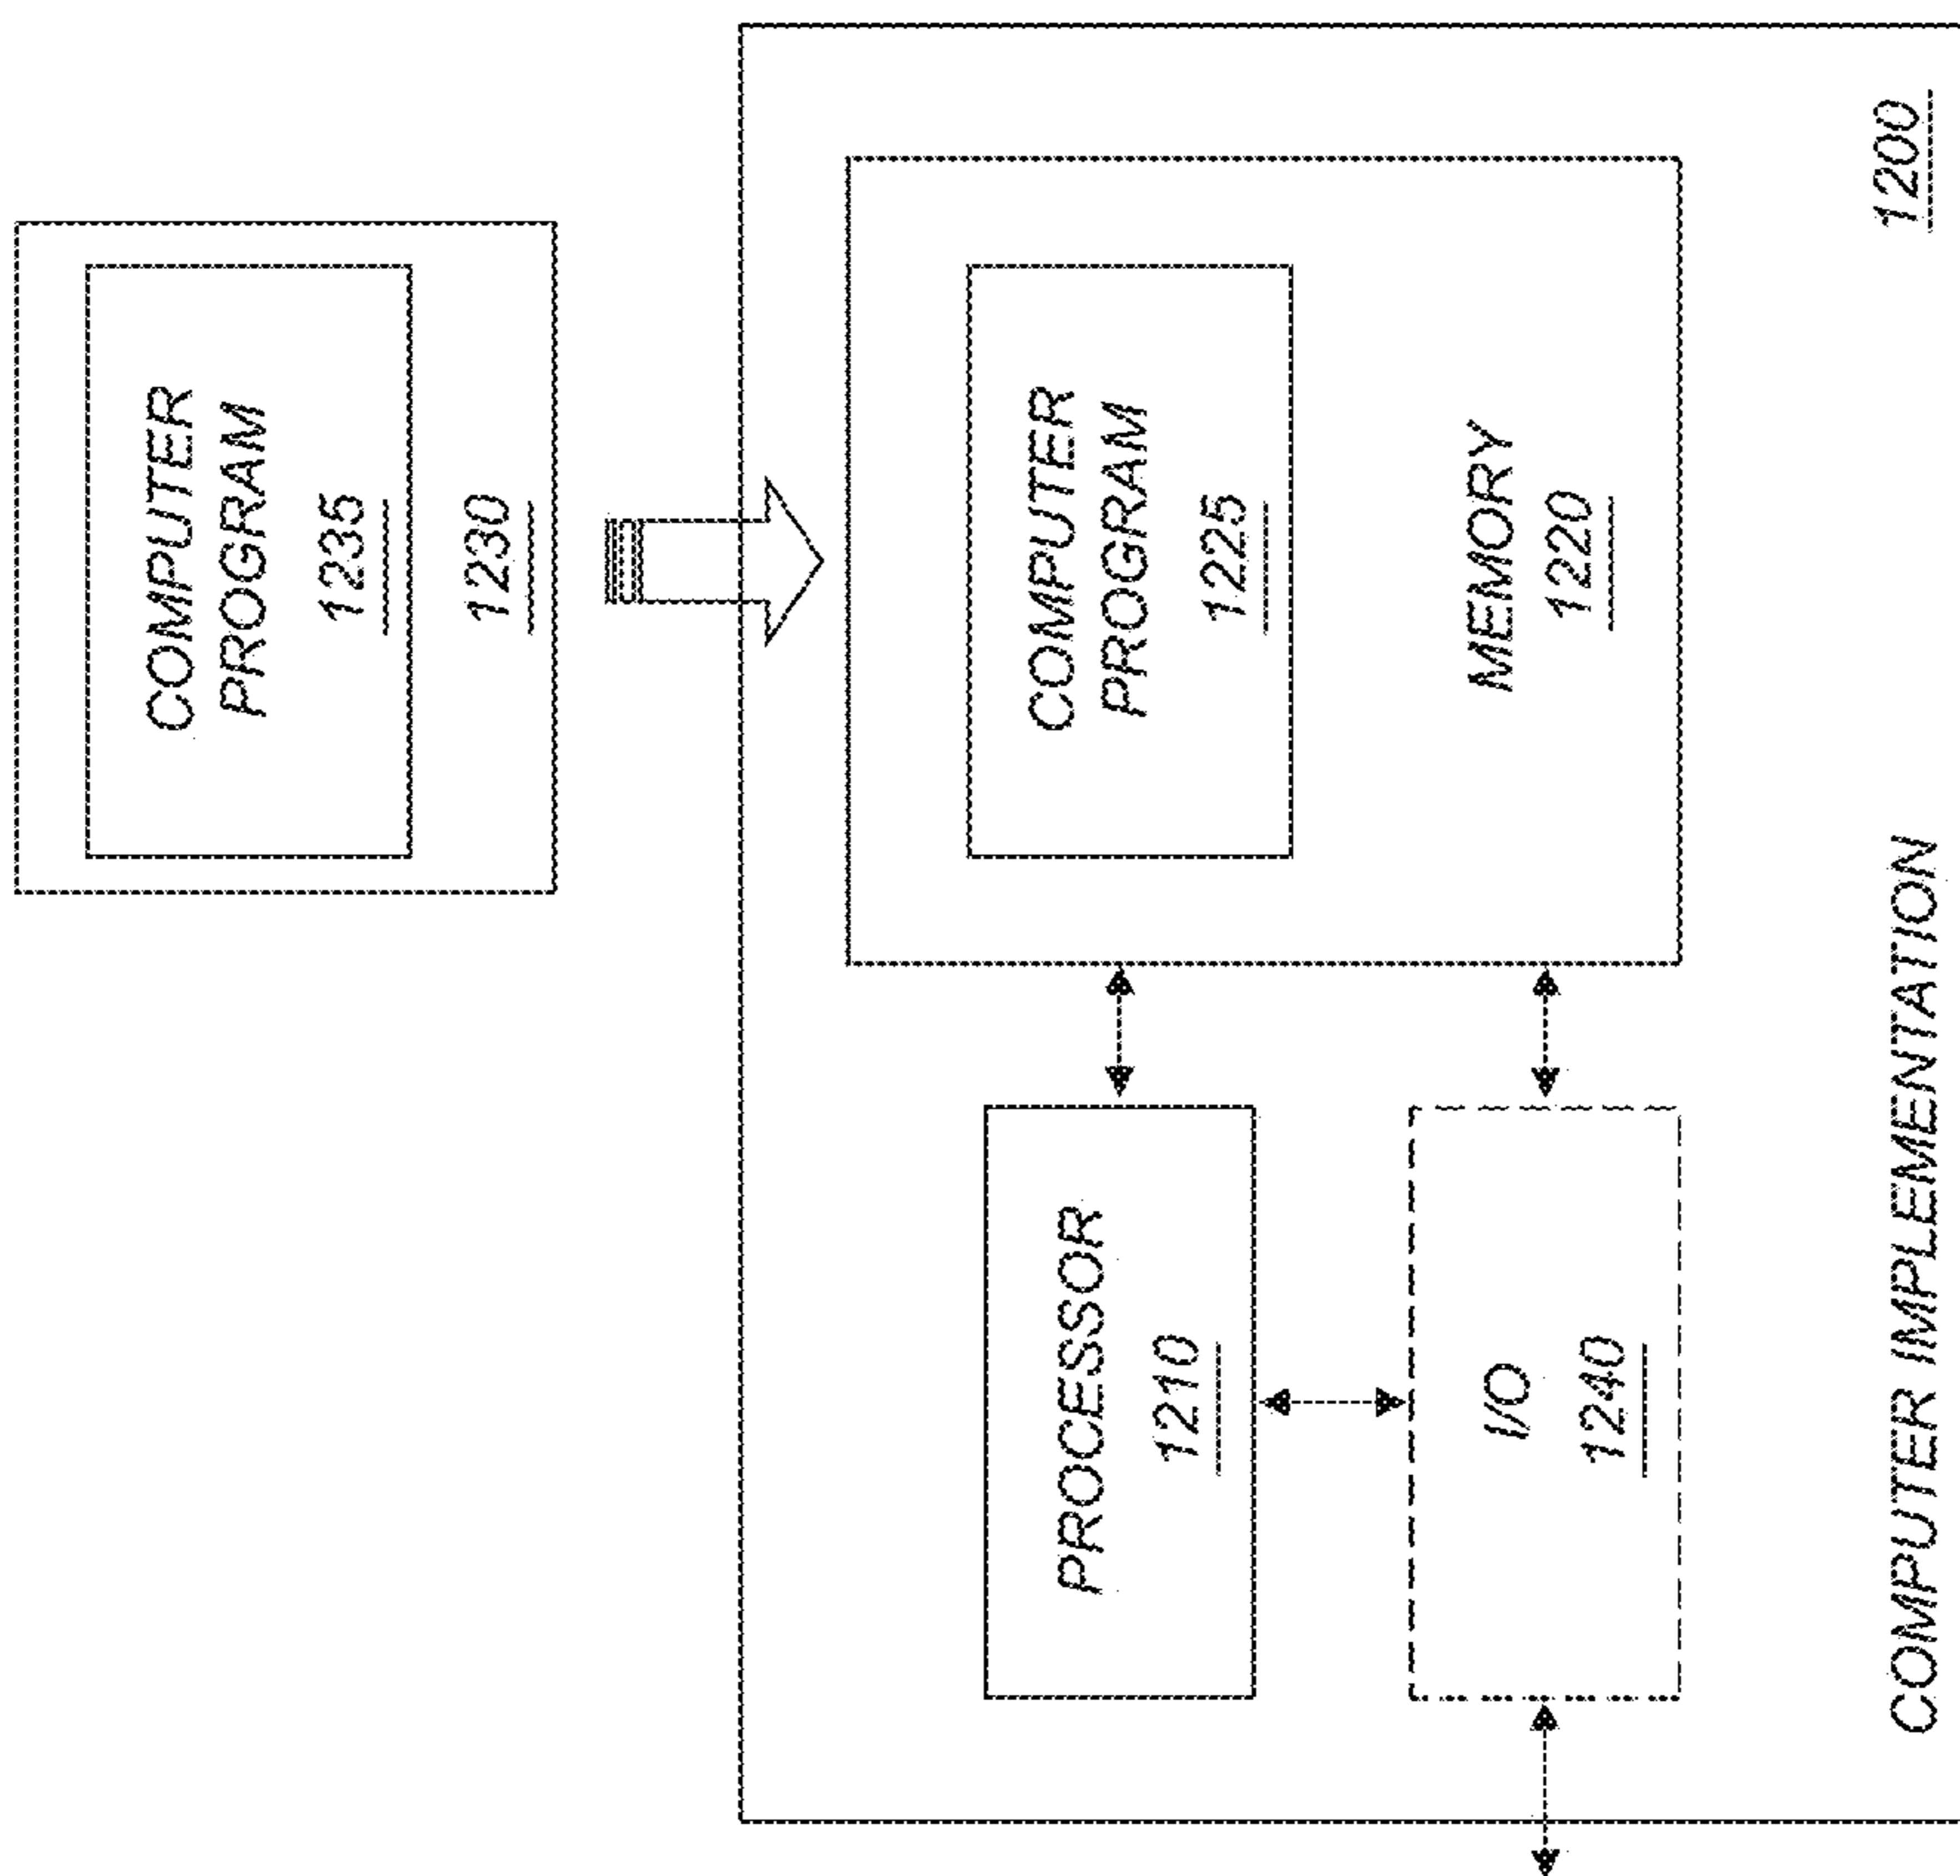 COMPUTER
PROGRAM
1235
1230
PROCESSOR
1210
I/O
1240
COMPUTER
PROGRAM
1225
MEMORY
1220
COMPUTER IMPLEMENTATION
1200